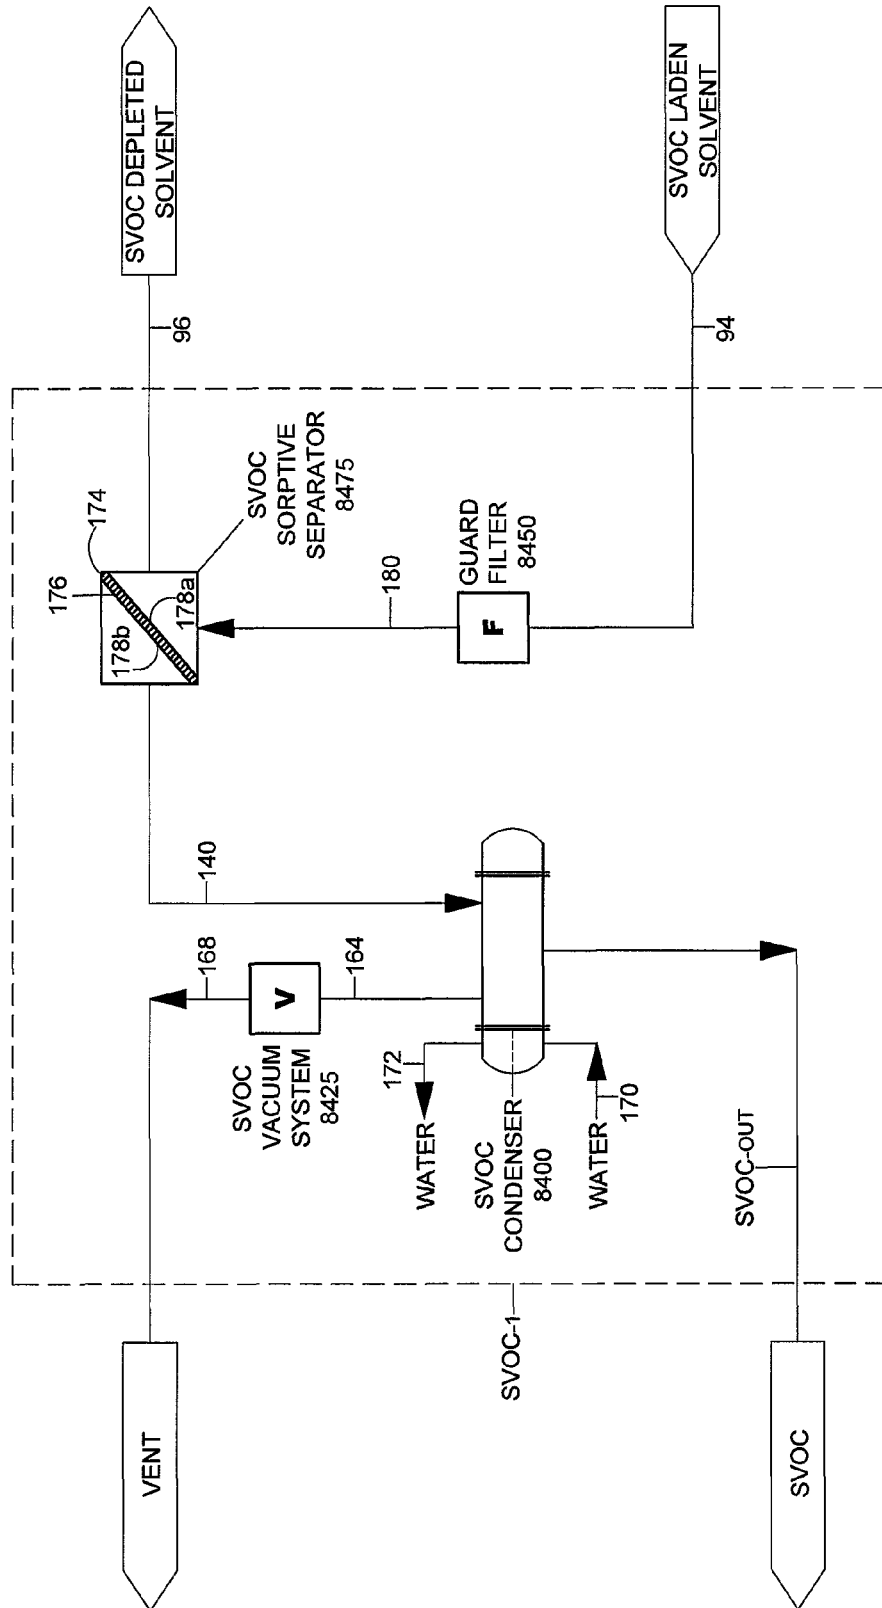 VENT
SVOC DEPLETED
SOLVENT
96
176
174
178b
178a
168
140
SVOC
VACUUM
SYSTEM
8425
V
SVOC
SORPTIVE
SEPARATOR
8475
164
172
WATER
180
SVOC
CONDENSER
8400
GUARD
FILTER
8450
F
SVOC-1
WATER
170
SVOC LADEN
SOLVENT
94
SVOC-OUT
SVOC